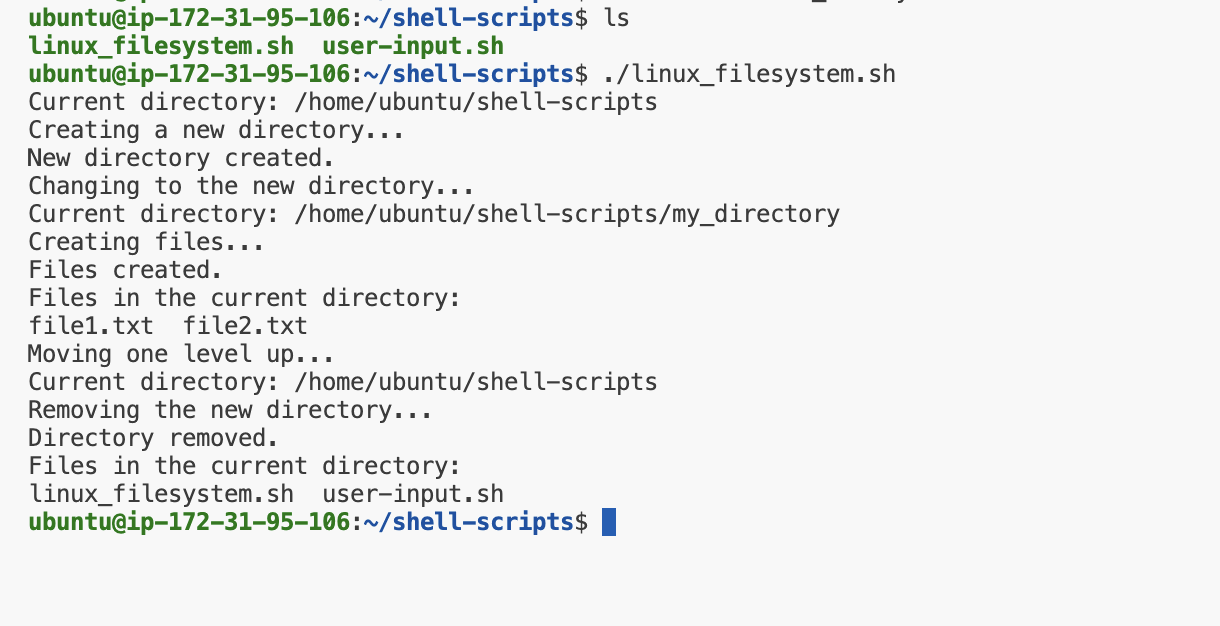 ubuntu@ip-172-31-95-106:~/shell-scripts$ ls
linux_filesystem.sh  user-input.sh
ubuntu@ip-172-31-95-106:~/shell-scripts$ ./linux_filesystem.sh
Current directory: /home/ubuntu/shell-scripts
Creating a new directory...
New directory created.
Changing to the new directory...
Current directory: /home/ubuntu/shell-scripts/my_directory
Creating files...
Files created.
Files in the current directory:
file1.txt  file2.txt
Moving one level up...
Current directory: /home/ubuntu/shell-scripts
Removing the new directory...
Directory removed.
Files in the current directory:
linux_filesystem.sh  user-input.sh
ubuntu@ip-172-31-95-106:~/shell-scripts$